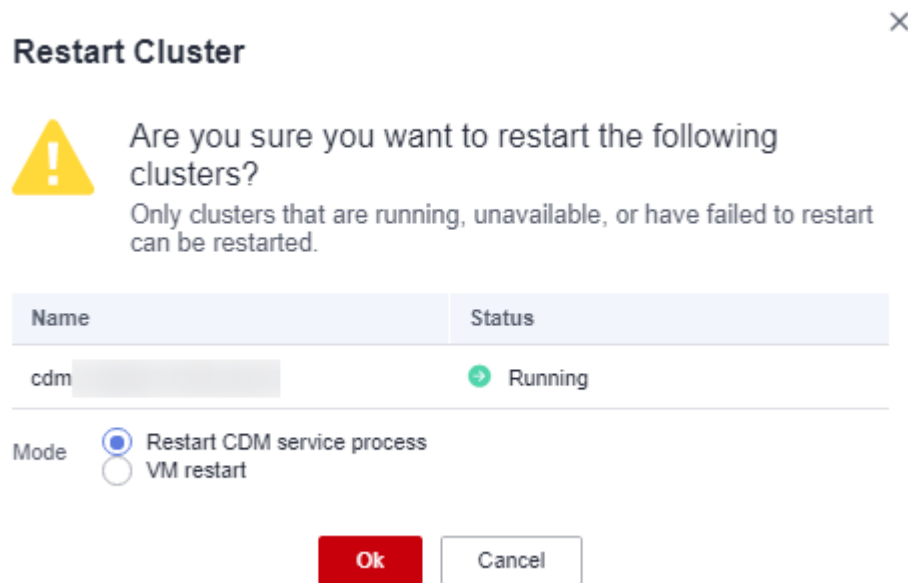 Restart Cluster
Are you sure you want to restart the following
clusters?
Only clusters that are running, unavailable, or have failed to restart
can be restarted.
Name Status
cdm Running
Mode Restart CDM service process
VM restart
Ok Cancel